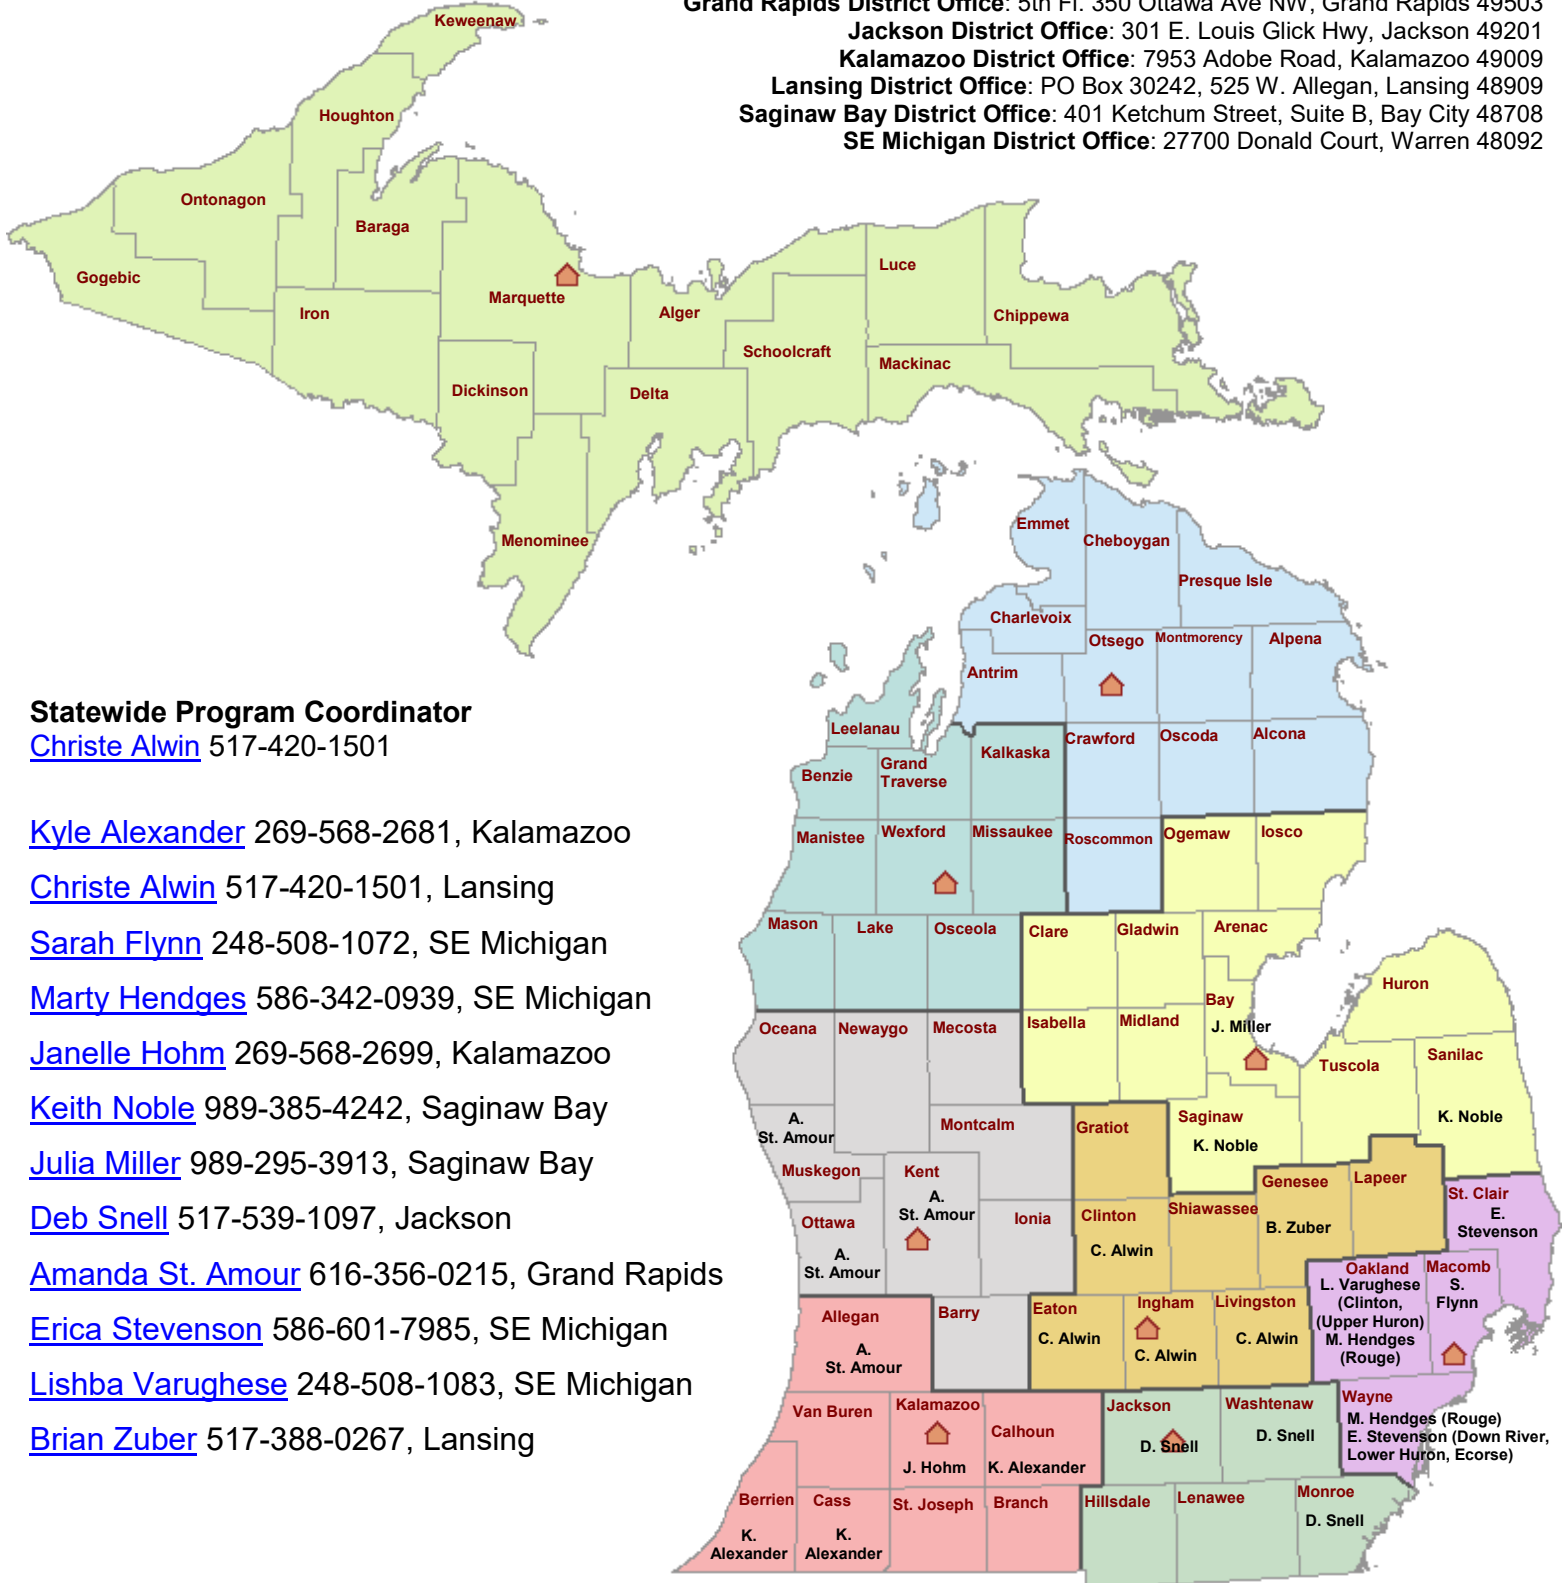 Grand Rapids District Office: 5th Fl. 350 Ottawa Ave NW, Grand Rapids 49503
Jackson District Office: 301 E. Louis Glick Hwy, Jackson 49201
Kalamazoo District Office: 7953 Adobe Road, Kalamazoo 49009
Lansing District Office: PO Box 30242, 525 W. Allegan, Lansing 48909
Saginaw Bay District Office: 401 Ketchum Street, Suite B, Bay City 48708
SE Michigan District Office: 27700 Donald Court, Warren 48092
Keweenaw
Houghton
Ontonagon
Baraga
Gogebic
Iron
Marquette
Alger
Luce
Chippewa
Schoolcraft
Mackinac
Dickinson
Delta
Menominee
Emmet
Cheboygan
Presque Isle
Charlevoix
Otsego
Montmorency
Alpena
Antrim
Statewide Program Coordinator
Christe Alwin 517-420-1501
Kyle Alexander 269-568-2681, Kalamazoo
Christe Alwin 517-420-1501, Lansing
Sarah Flynn 248-508-1072, SE Michigan
Marty Hendges 586-342-0939, SE Michigan
Janelle Hohm 269-568-2699, Kalamazoo
Keith Noble 989-385-4242, Saginaw Bay
Julia Miller 989-295-3913, Saginaw Bay
Deb Snell 517-539-1097, Jackson
Amanda St. Amour 616-356-0215, Grand Rapids
Erica Stevenson 586-601-7985, SE Michigan
Lishba Varughese 248-508-1083, SE Michigan
Brian Zuber 517-388-0267, Lansing
Leelanau
Kalkaska
Crawford
Oscoda
Alcona
Benzie
Grand
Traverse
Manistee
Wexford
Missaukee
Roscommon
Ogemaw
Iosco
Mason
Lake
Osceola
Clare
Gladwin
Arenac
Huron
Bay
J. Miller
Oceana
Newaygo
Mecosta
Isabella
Midland
Tuscola
Sanilac
K. Noble
A.
St. Amour
Muskegon
Montcalm
Gratiot
Saginaw
K. Noble
Kent
A.
St. Amour
Ottawa
A.
St. Amour
Ionia
Clinton
C. Alwin
Shiawassee
Genesee
B. Zuber
Lapeer
St. Clair
E.
Stevenson
Oakland
L. Varughese
(Clinton,
(Upper Huron)
M. Hendges
(Rouge)
Macomb
S.
Flynn
Allegan
A.
St. Amour
Barry
Eaton
C. Alwin
Ingham
C. Alwin
Livingston
C. Alwin
Van Buren
Kalamazoo
J. Hohm
Calhoun
K. Alexander
Jackson
D. Snell
Washtenaw
D. Snell
Wayne
M. Hendges (Rouge)
E. Stevenson (Down River,
Lower Huron, Ecorse)
Berrien
K.
Alexander
Cass
K.
Alexander
St. Joseph
Branch
Hillsdale
Lenawee
Monroe
D. Snell